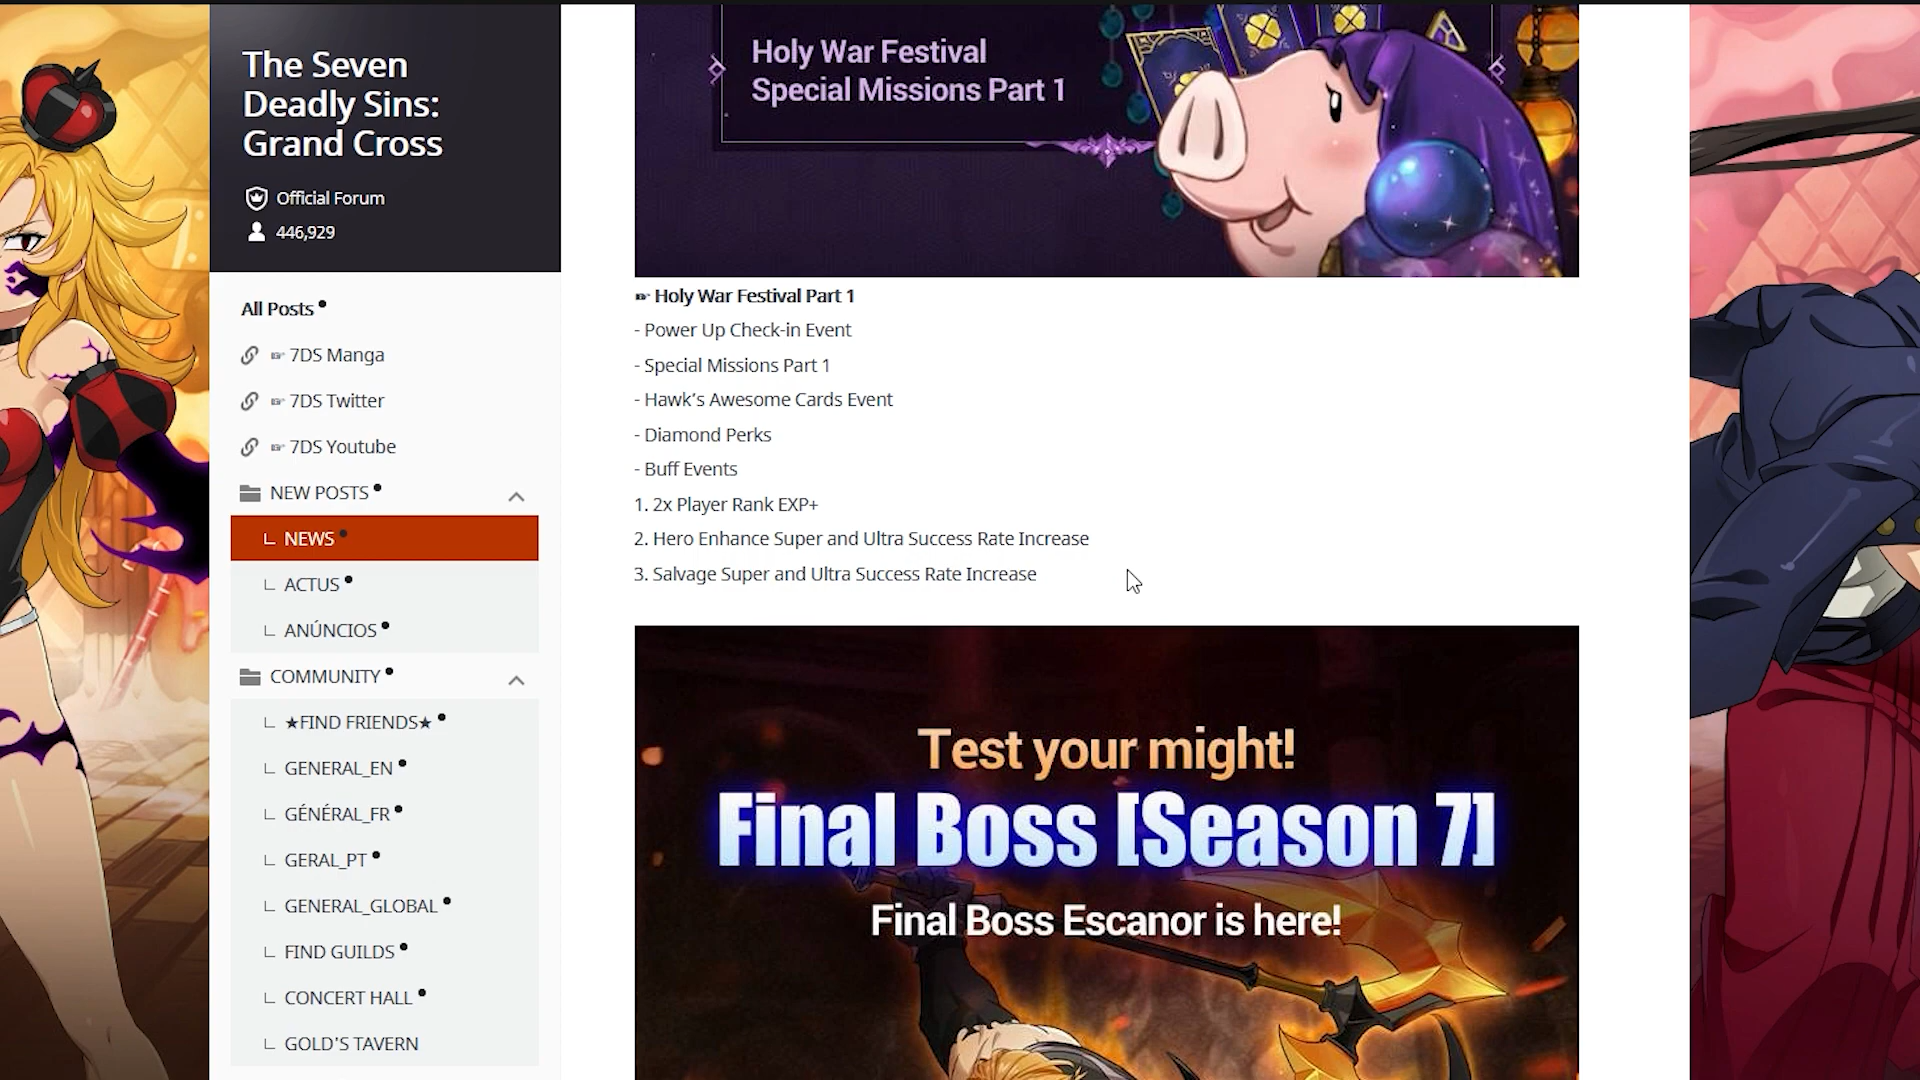 The Seven
Deadly Sins:
Grand Cross
Official Forum
446,929
All Posts
☞ 7DS Manga
☞ 7DS Twitter
☞ 7DS Youtube
NEW POSTS
NEWS
ACTUS
ANÚNCIOS
COMMUNITY
★FIND FRIENDS★
GENERAL_EN
GÉNÉRAL_FR
GERAL_PT
GENERAL_GLOBAL
FIND GUILDS
CONCERT HALL
GOLD'S TAVERN
Holy War Festival
Special Missions Part 1
☞ Holy War Festival Part 1
- Power Up Check-in Event
- Special Missions Part 1
- Hawk's Awesome Cards Event
- Diamond Perks
- Buff Events
1. 2x Player Rank EXP+
2. Hero Enhance Super and Ultra Success Rate Increase
3. Salvage Super and Ultra Success Rate Increase
Test your might!
Final Boss [Season 7]
Final Boss Escanor is here!